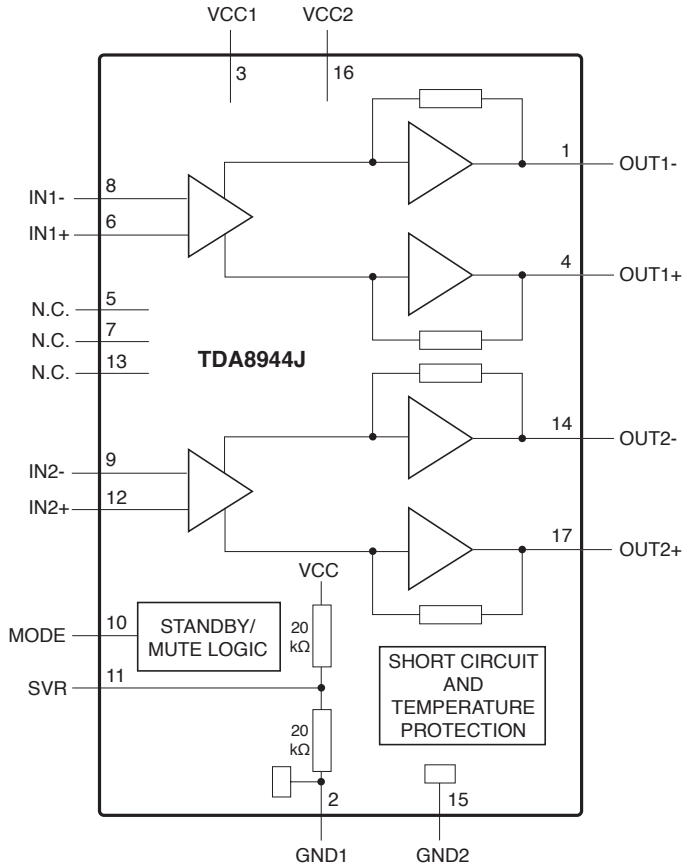 VCC1
VCC2
3
16
1
OUT1-
IN1-
8
IN1+
6
4
OUT1+
N.C.
5
N.C.
7
N.C.
13
TDA8944J
14
OUT2-
IN2-
9
IN2+
12
17
OUT2+
VCC
MODE
10
STANDBY/
MUTE LOGIC
20
kΩ
SHORT CIRCUIT
AND
TEMPERATURE
PROTECTION
SVR
11
20
kΩ
2
15
GND1
GND2